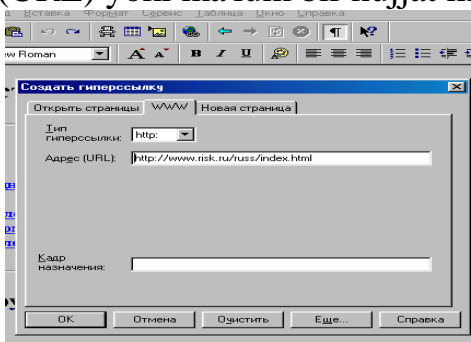 Вставка Формат Сервис Таблица Окно Справка
w Roman
Создать гиперссылку
Открыть страницы WWW Новая страница
Тип гиперссылки: http:
Адрес (URL): http://www.risk.ru/russ/index.html
Кадр назначения:
OK Отмена Очистить Еще... Справка